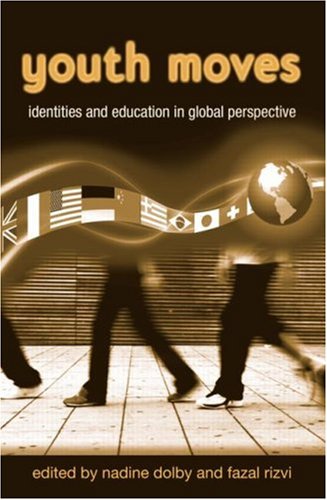 youth moves
identities and education in global perspective
edited by nadine dolby and fazal rizvi